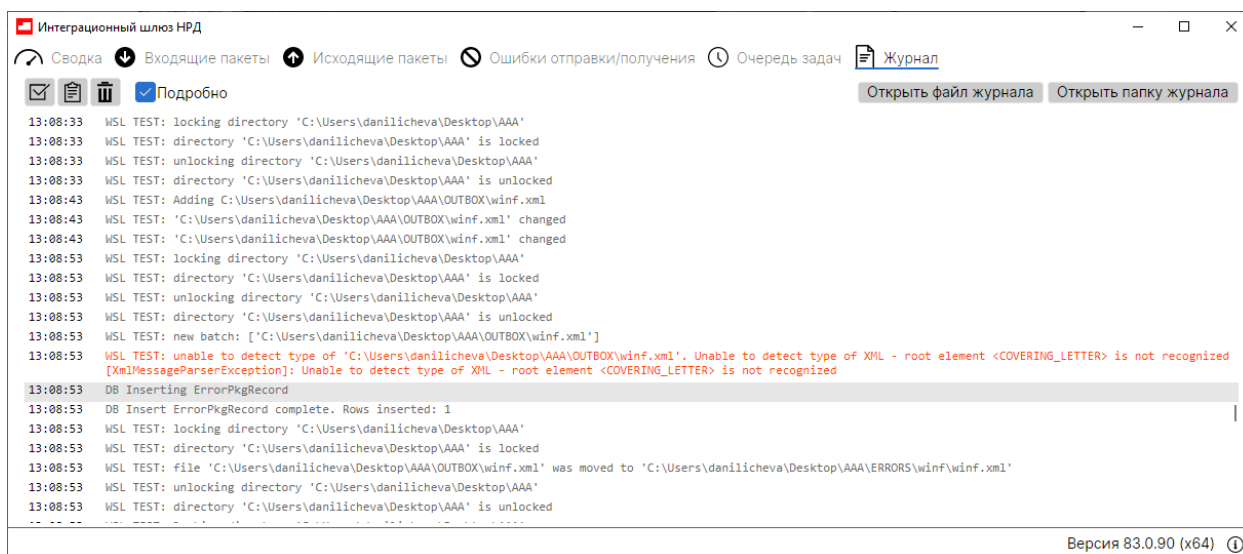 Интеграционный шлюз НРД
Сводка Входящие пакеты Исходящие пакеты Ошибки отправки/получения Очередь задач Журнал
Подробно Открыть файл журнала Открыть папку журнала
13:08:33 WSL TEST: locking directory 'C:\Users\danilicheva\Desktop\AAA'
13:08:33 WSL TEST: directory 'C:\Users\danilicheva\Desktop\AAA' is locked
13:08:33 WSL TEST: unlocking directory 'C:\Users\danilicheva\Desktop\AAA'
13:08:33 WSL TEST: directory 'C:\Users\danilicheva\Desktop\AAA' is unlocked
13:08:43 WSL TEST: Adding C:\Users\danilicheva\Desktop\AAA\OUTBOX\winf.xml
13:08:43 WSL TEST: 'C:\Users\danilicheva\Desktop\AAA\OUTBOX\winf.xml' changed
13:08:43 WSL TEST: 'C:\Users\danilicheva\Desktop\AAA\OUTBOX\winf.xml' changed
13:08:53 WSL TEST: locking directory 'C:\Users\danilicheva\Desktop\AAA'
13:08:53 WSL TEST: directory 'C:\Users\danilicheva\Desktop\AAA' is locked
13:08:53 WSL TEST: unlocking directory 'C:\Users\danilicheva\Desktop\AAA'
13:08:53 WSL TEST: directory 'C:\Users\danilicheva\Desktop\AAA' is unlocked
13:08:53 WSL TEST: new batch: ['C:\Users\danilicheva\Desktop\AAA\OUTBOX\winf.xml']
13:08:53 WSL TEST: unable to detect type of 'C:\Users\danilicheva\Desktop\AAA\OUTBOX\winf.xml'. Unable to detect type of XML - root element <COVERING_LETTER> is not recognized
[XmlMessageParserException]: Unable to detect type of XML - root element <COVERING_LETTER> is not recognized
13:08:53 DB Inserting ErrorPkgRecord
13:08:53 DB Insert ErrorPkgRecord complete. Rows inserted: 1
13:08:53 WSL TEST: locking directory 'C:\Users\danilicheva\Desktop\AAA'
13:08:53 WSL TEST: directory 'C:\Users\danilicheva\Desktop\AAA' is locked
13:08:53 WSL TEST: file 'C:\Users\danilicheva\Desktop\AAA\OUTBOX\winf.xml' was moved to 'C:\Users\danilicheva\Desktop\AAA\ERRORS\winf\winf.xml'
13:08:53 WSL TEST: unlocking directory 'C:\Users\danilicheva\Desktop\AAA'
13:08:53 WSL TEST: directory 'C:\Users\danilicheva\Desktop\AAA' is unlocked
Версия 83.0.90 (x64)